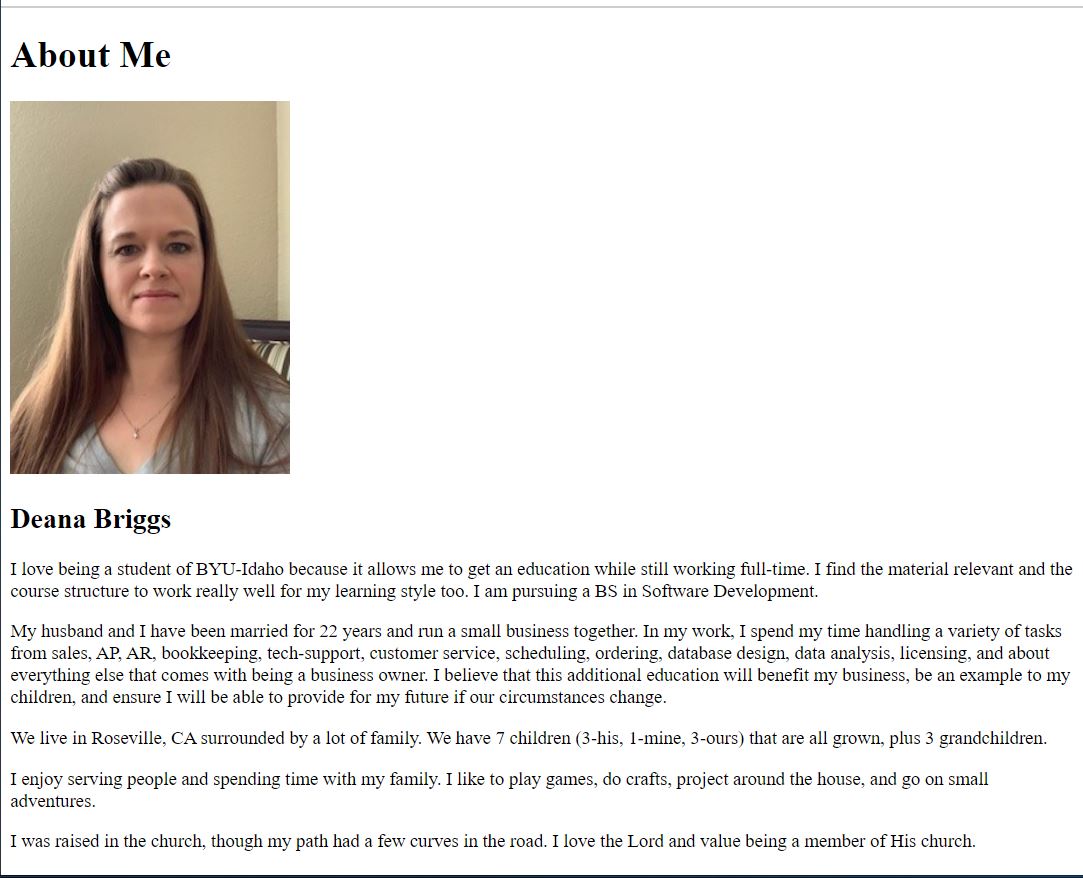 About Me
Deana Briggs
I love being a student of BYU-Idaho because it allows me to get an education while still working full-time. I find the material relevant and the
course structure to work really well for my learning style too. I am pursuing a BS in Software Development.
My husband and I have been married for 22 years and run a small business together. In my work, I spend my time handling a variety of tasks
from sales, AP, AR, bookkeeping, tech-support, customer service, scheduling, ordering, database design, data analysis, licensing, and about
everything else that comes with being a business owner. I believe that this additional education will benefit my business, be an example to my
children, and ensure I will be able to provide for my future if our circumstances change.
We live in Roseville, CA surrounded by a lot of family. We have 7 children (3-his, 1-mine, 3-ours) that are all grown, plus 3 grandchildren.
I enjoy serving people and spending time with my family. I like to play games, do crafts, project around the house, and go on small
adventures.
I was raised in the church, though my path had a few curves in the road. I love the Lord and value being a member of His church.